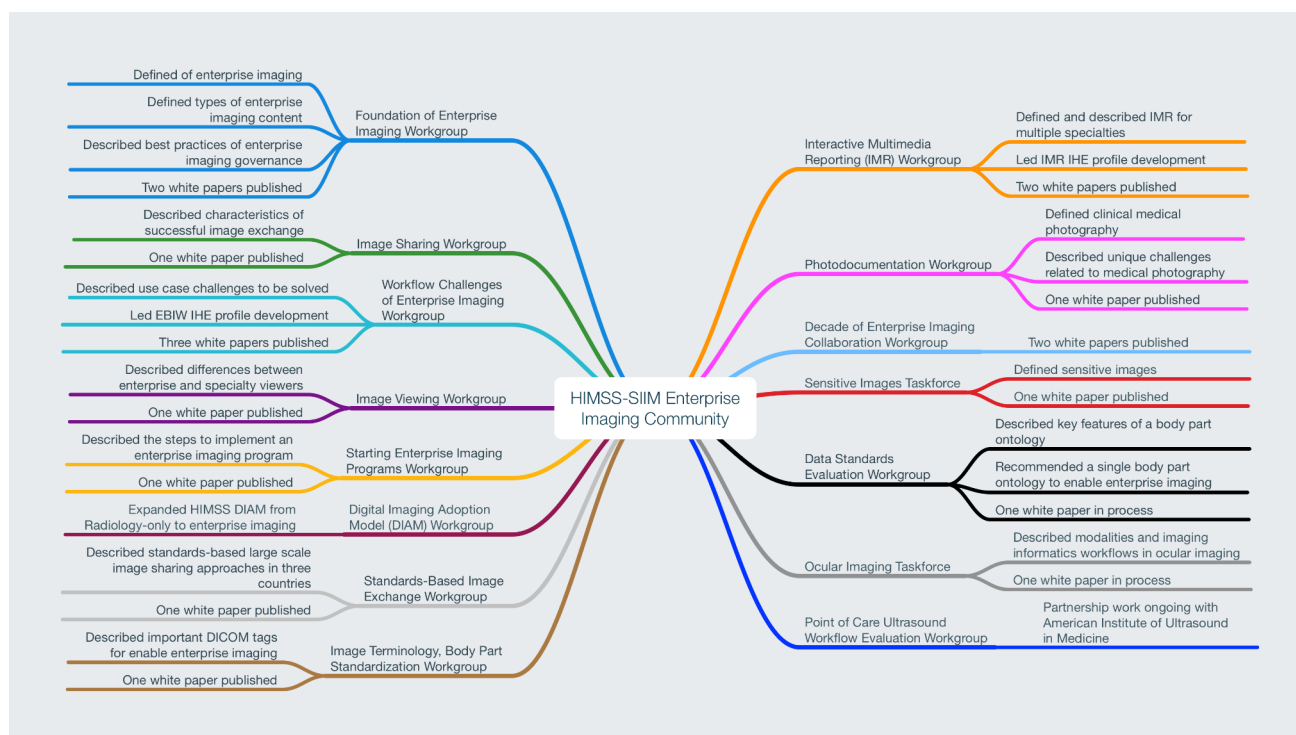 Defined of enterprise imaging
Defined types of enterprise
imaging content
Described best practices of enterprise
imaging governance
Two white papers published
Foundation of Enterprise
Imaging Workgroup
Described characteristics of
successful image exchange
One white paper published
Image Sharing Workgroup
Described use case challenges to be solved
Led EBIW IHE profile development
Three white papers published
Workflow Challenges
of Enterprise Imaging
Workgroup
Described differences between
enterprise and specialty viewers
One white paper published
Image Viewing Workgroup
Described the steps to implement an
enterprise imaging program
One white paper published
Starting Enterprise Imaging
Programs Workgroup
Expanded HIMSS DIAM from
Radiology-only to enterprise imaging
Digital Imaging Adoption
Model (DIAM) Workgroup
Described standards-based large scale
image sharing approaches in three
countries
One white paper published
Standards-Based Image
Exchange Workgroup
Described important DICOM tags
for enable enterprise imaging
One white paper published
Image Terminology, Body Part
Standardization Workgroup
HIMSS-SIIM Enterprise
Imaging Community
Interactive Multimedia
Reporting (IMR) Workgroup
Defined and described IMR for
multiple specialties
Led IMR IHE profile development
Two white papers published
Photodocumentation Workgroup
Defined clinical medical
photography
Described unique challenges
related to medical photography
One white paper published
Decade of Enterprise Imaging
Collaboration Workgroup
Two white papers published
Sensitive Images Taskforce
Defined sensitive images
One white paper published
Data Standards
Evaluation Workgroup
Described key features of a body part
ontology
Recommended a single body part
ontology to enable enterprise imaging
One white paper in process
Ocular Imaging Taskforce
Described modalities and imaging
informatics workflows in ocular imaging
One white paper in process
Point of Care Ultrasound
Workflow Evaluation Workgroup
Partnership work ongoing with
American Institute of Ultrasound
in Medicine